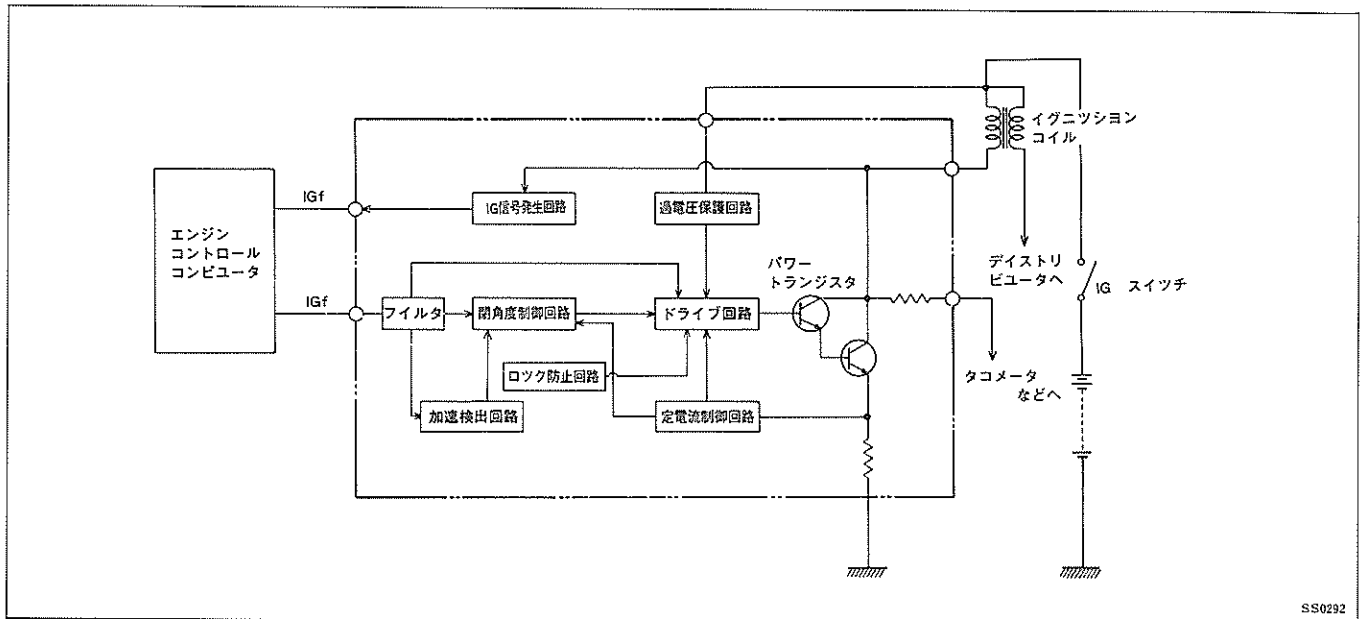 イグニツシヨン
コイル
IGf
IG信号発生回路
過電圧保護回路
エンジン
コントロール
コンピユータ
パワー
トランジスタ
デイストリ
ビユータへ
IG スイツチ
IGf
フイルタ
閉角度制御回路
ドライブ回路
ロツク防止回路
タコメータ
などへ
加速検出回路
定電流制御回路
SS0292